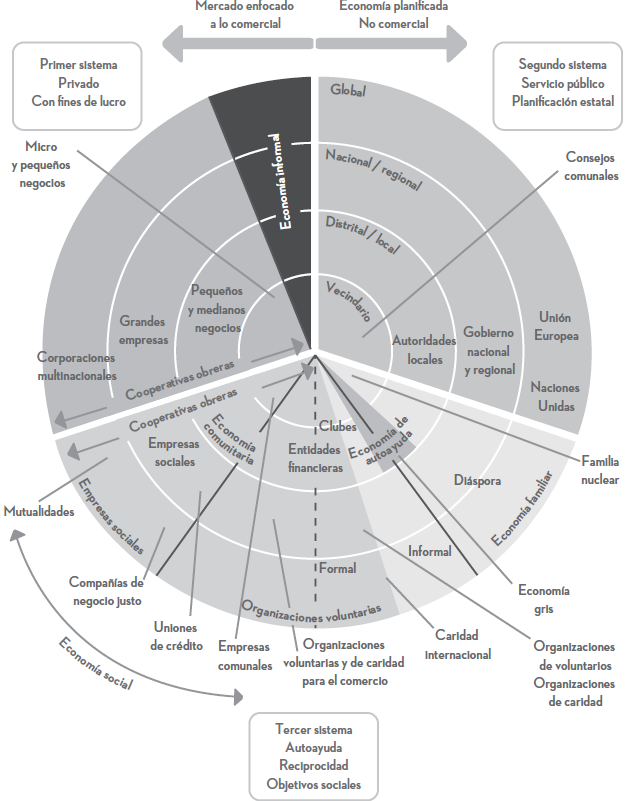 Mercado enfocado
a lo comercial
Economía planificada
No comercial
Primer sistema
Privado
Con fines de lucro
Segundo sistema
Servicio público
Planificación estatal
Global
Nacional / regional
Distrital / local
Vecindario
Economía informal
Micro
y pequeños
negocios
Consejos
comunales
Pequeños
y medianos
negocios
Grandes
empresas
Corporaciones
multinacionales
Autoridades
locales
Gobierno
nacional
y regional
Unión
Europea
Naciones
Unidas
Cooperativas obreras
Cooperativas obreras
Economía
comunitaria
Empresas
sociales
Clubes
Entidades
financieras
Economía de
autoayuda
Familia
nuclear
Diáspora
Economía familiar
Mutualidades
Empresas sociales
Informal
Formal
Organizaciones voluntarias
Compañías de
negocio justo
Uniones
de crédito
Empresas
comunales
Organizaciones
voluntarias y de caridad
para el comercio
Caridad
internacional
Economía
gris
Organizaciones
de voluntarios
Organizaciones
de caridad
Economía social
Tercer sistema
Autoayuda
Reciprocidad
Objetivos sociales